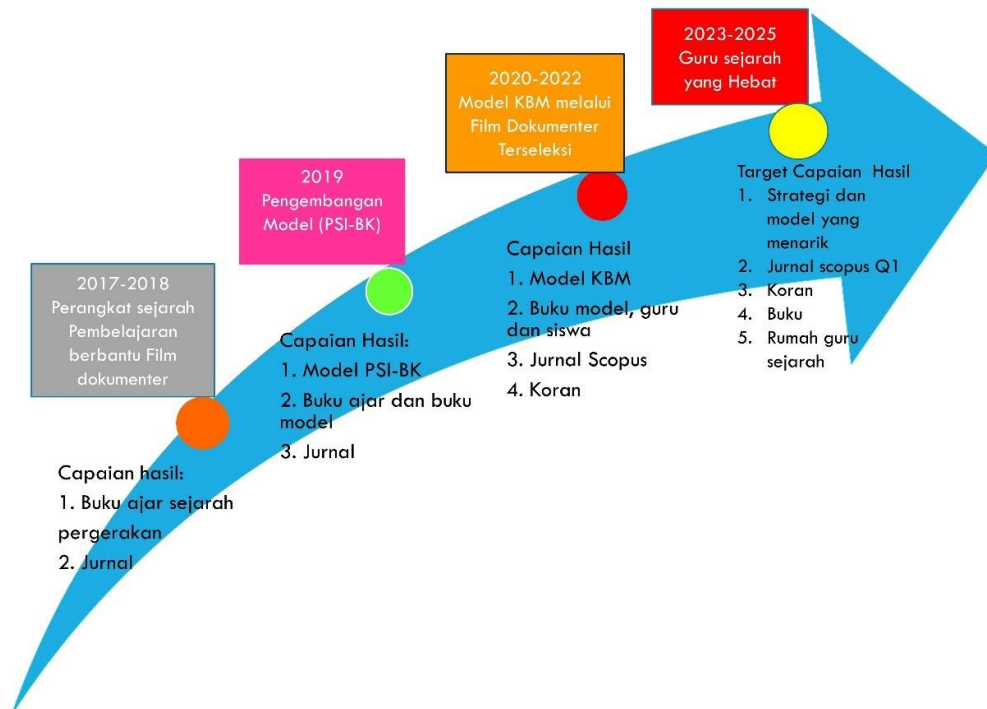 2017-2018
Perangkat sejarah
Pembelajaran
berbantu Film
dokumenter
Capaian hasil:
1. Buku ajar sejarah
pergerakan
2. Jurnal
2019
Pengembangan
Model (PSI-BK)
Capaian Hasil:
1. Model PSI-BK
2. Buku ajar dan buku
model
3. Jurnal
2020-2022
Model KBM melalui
Film Dokumenter
Terseleksi
Capaian Hasil
1. Model KBM
2. Buku model, guru
dan siswa
3. Jurnal Scopus
4. Koran
2023-2025
Guru sejarah
yang Hebat
Target Capaian Hasil
1. Strategi dan
model yang
menarik
2. Jurnal scopus Q1
3. Koran
4. Buku
5. Rumah guru
sejarah